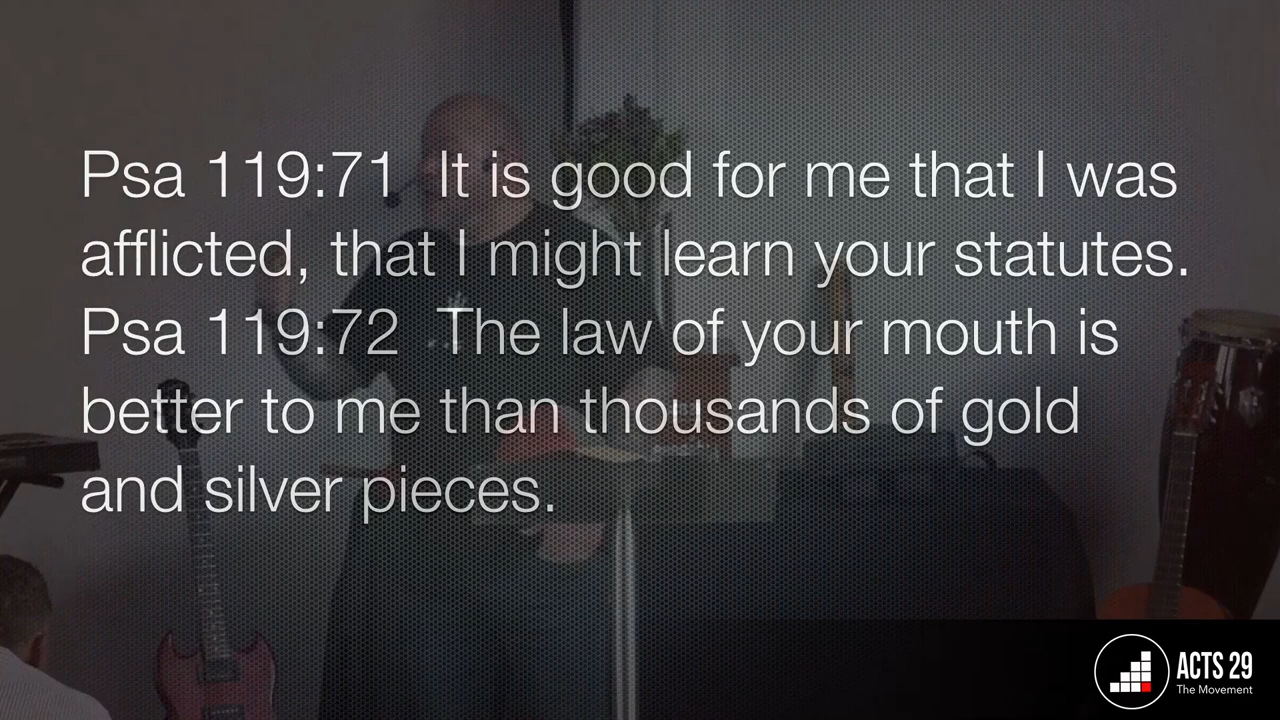 Psa 119:71  It is good for me that I was
afflicted, that I might learn your statutes.
Psa 119:72  The law of your mouth is
better to me than thousands of gold
and silver pieces.
ACTS 29
The Movement